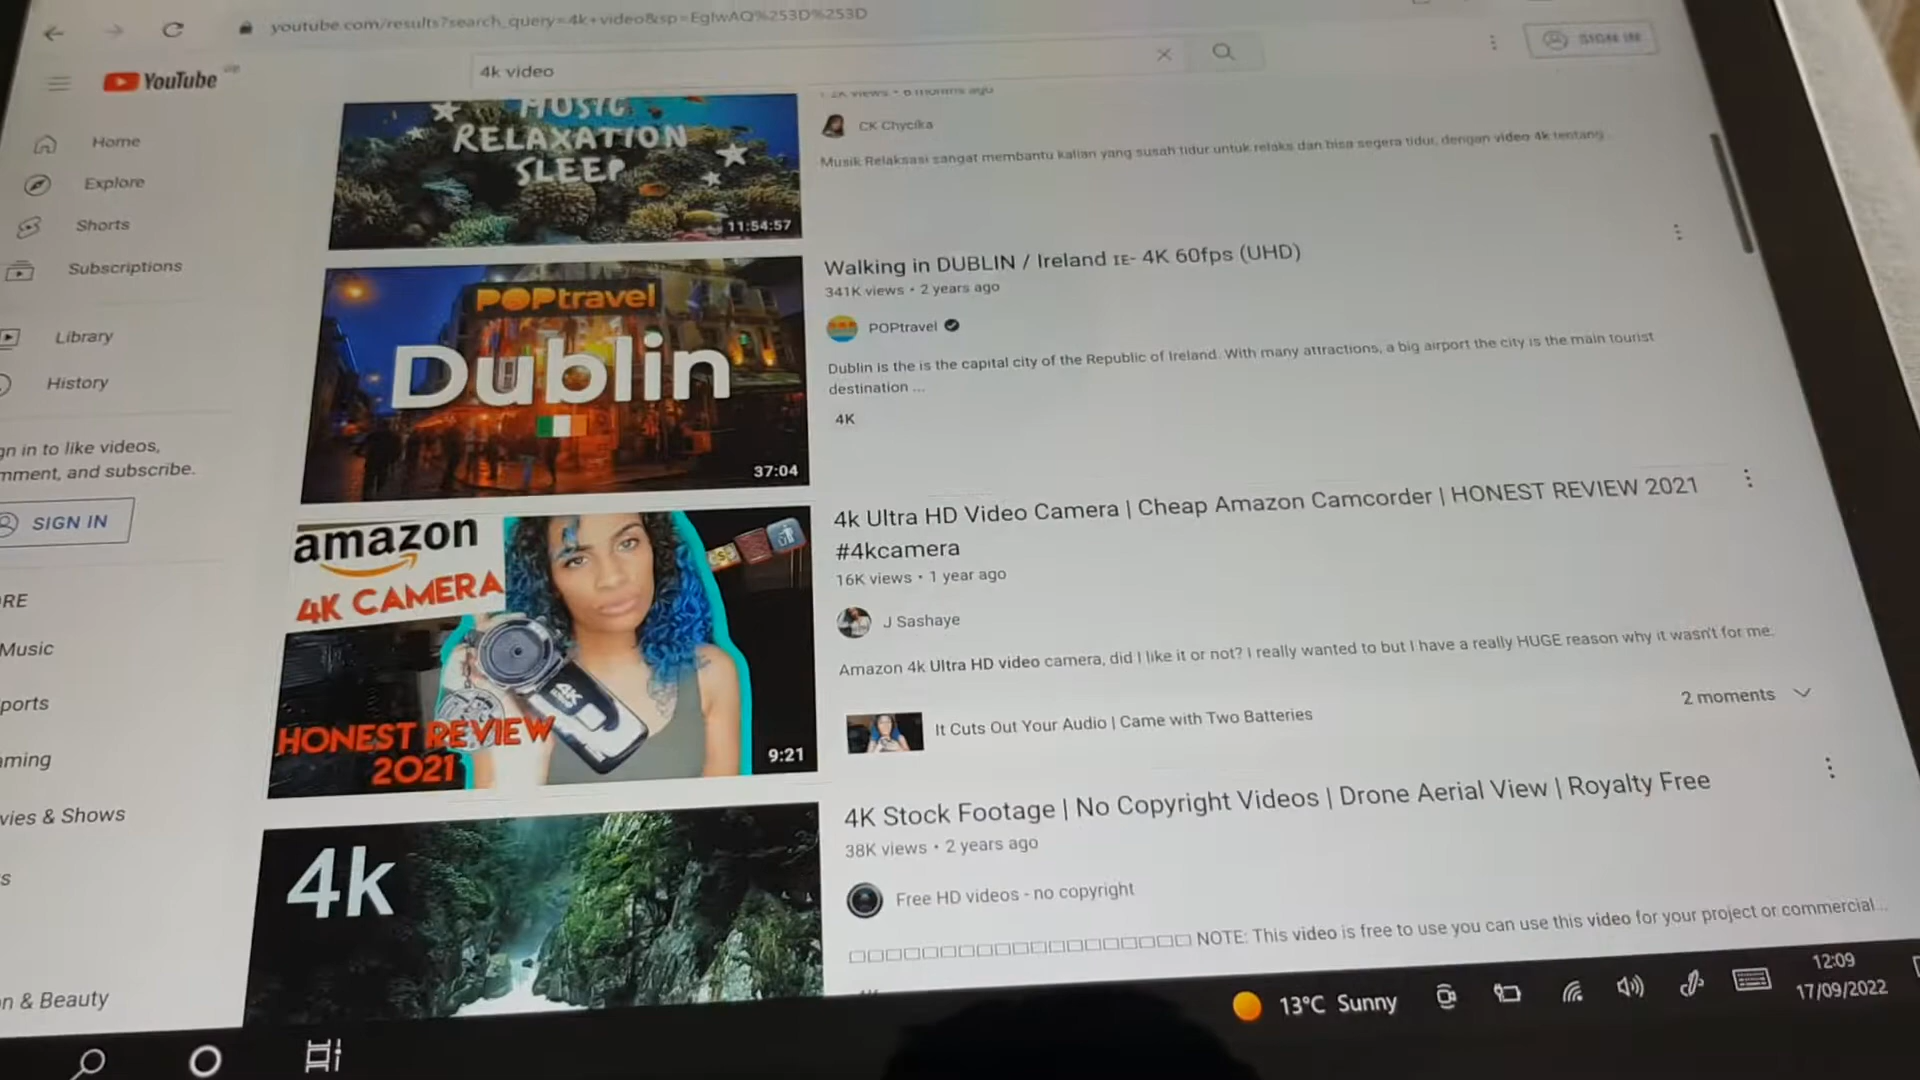 youtube.com/results?search_query=4k+video&sp=EgIwAQ%253D%253D
YouTube IE
4k video
SIGN IN
Home
Explore
Shorts
Subscriptions
Library
History
gn in to like videos,
mment, and subscribe.
SIGN IN
RE
Music
ports
aming
vies & Shows
s
n & Beauty
MUSIC
RELAXATION
SLEEP
11:54:57
views • 6 months ago
CK Chycika
Musik Relaksasi sangat membantu kalian yang susah tidur untuk relaks dan bisa segera tidur, dengan video 4k tentang
POPtravel
Dublin
37:04
Walking in DUBLIN / Ireland IE- 4K 60fps (UHD)
341K views • 2 years ago
POPtravel
Dublin is the is the capital city of the Republic of Ireland. With many attractions, a big airport the city is the main tourist
destination ...
4K
amazon
4K CAMERA
4K
HONEST REVIEW
2021
9:21
4k Ultra HD Video Camera | Cheap Amazon Camcorder | HONEST REVIEW 2021
#4kcamera
16K views • 1 year ago
J Sashaye
Amazon 4k Ultra HD video camera, did I like it or not? I really wanted to but I have a really HUGE reason why it wasn't for me.
It Cuts Out Your Audio | Came with Two Batteries
2 moments
4k
4K Stock Footage | No Copyright Videos | Drone Aerial View | Royalty Free
38K views • 2 years ago
Free HD videos - no copyright
NOTE: This video is free to use you can use this video for your project or commercial...
13°C Sunny
12:09
17/09/2022